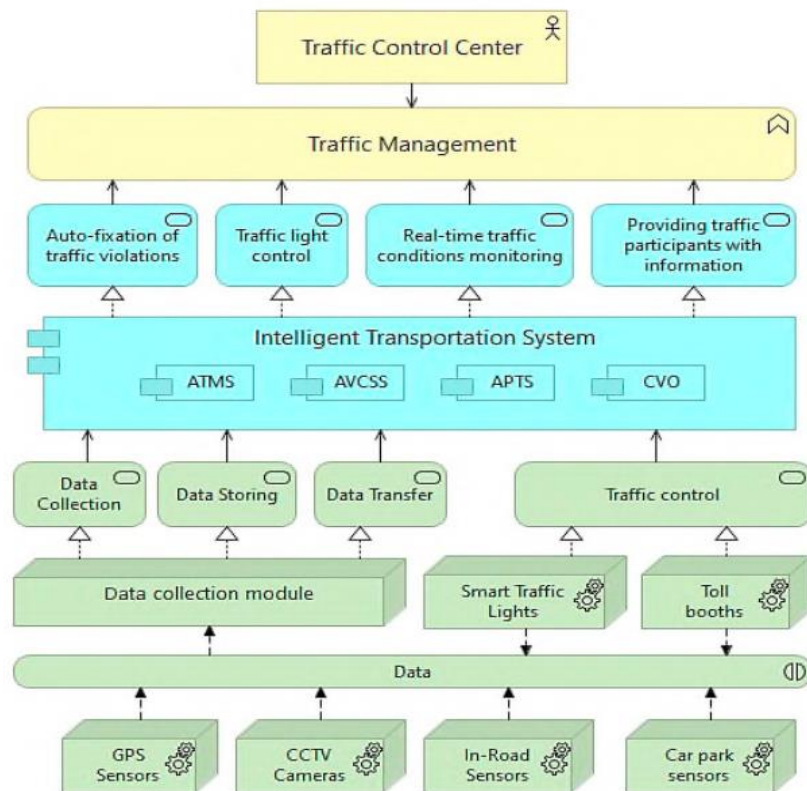 Traffic Control Center
Traffic Management
Auto-fixation of
traffic violations
Traffic light
control
Real-time traffic
conditions monitoring
Providing traffic
participants with
information
Intelligent Transportation System
ATMS
AVCSS
APTS
CVO
Data
Collection
Data Storing
Data Transfer
Traffic control
Data collection module
Smart Traffic
Lights
Toll
booths
Data
GPS
Sensors
CCTV
Cameras
In-Road
Sensors
Car park
sensors